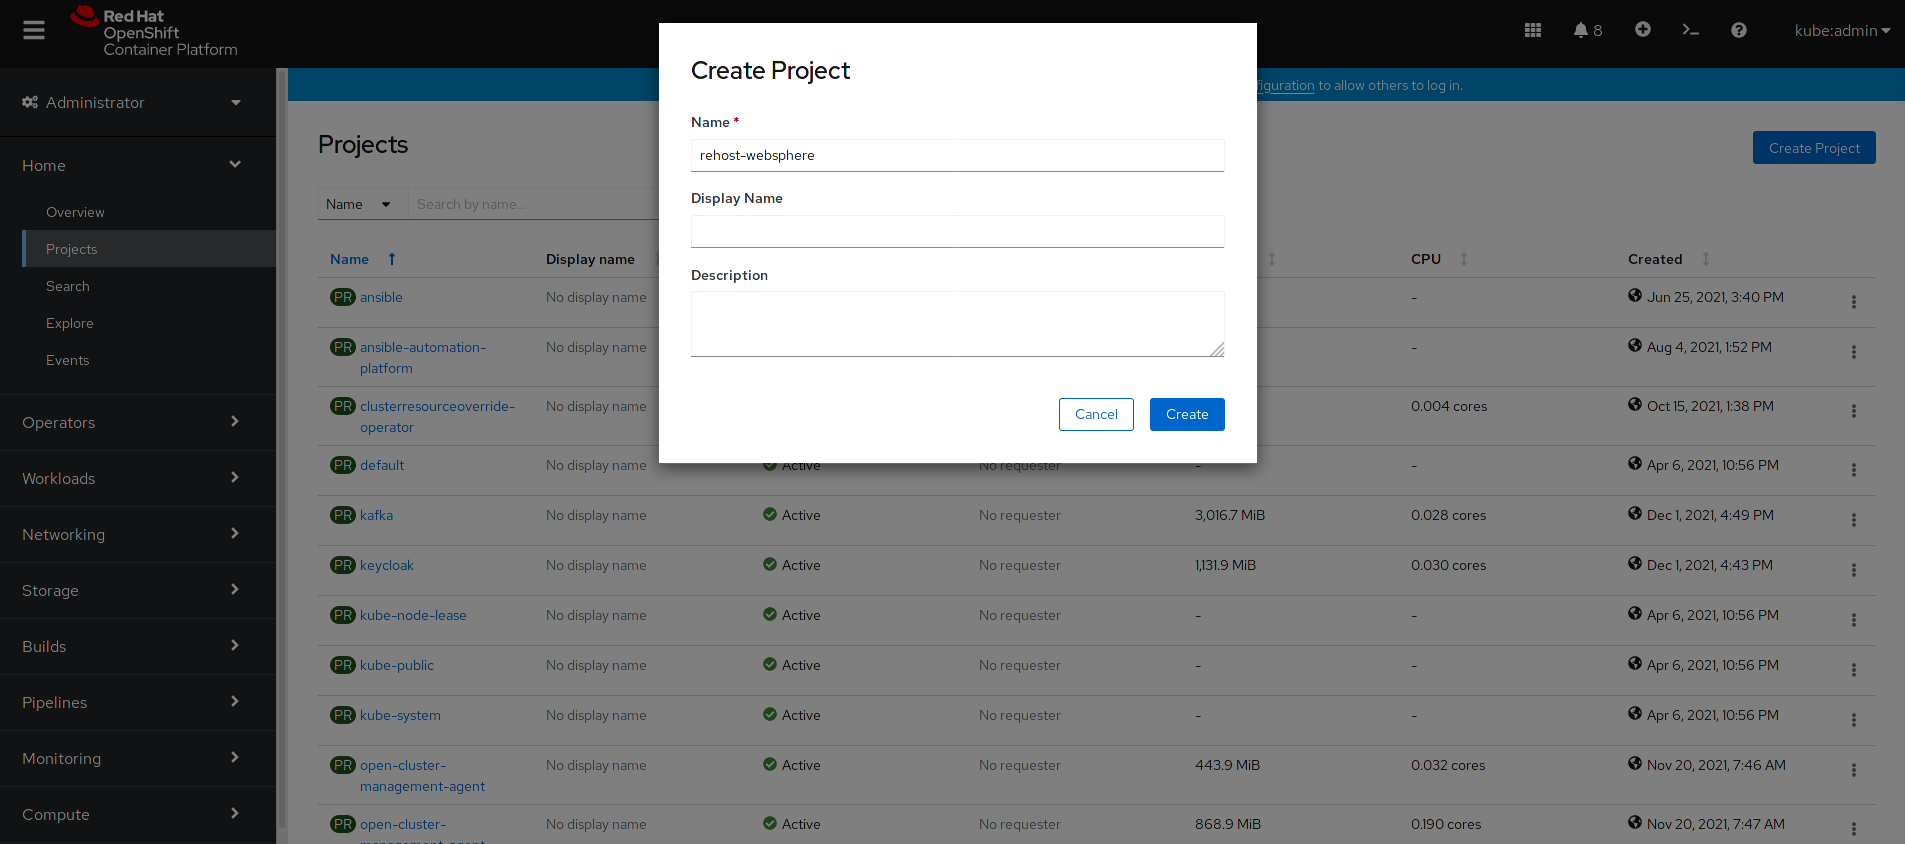 Red Hat
OpenShift
Container Platform
8
kube:admin
Administrator
Home
Overview
Projects
Search
Explore
Events
Operators
Workloads
Networking
Storage
Builds
Pipelines
Monitoring
Compute
to allow others to log in.
Projects
Create Project
Name
Search by name...
Name Display name CPU Created
PR ansible No display name - Jun 25, 2021, 3:40 PM
PR ansible-automation- No display name - Aug 4, 2021, 1:52 PM
platform
PR clusterresourceoverride- No display name 0.004 cores Oct 15, 2021, 1:38 PM
operator
PR default No display name Active No requester - - Apr 6, 2021, 10:56 PM
PR kafka No display name Active No requester 3,016.7 MiB 0.028 cores Dec 1, 2021, 4:49 PM
PR keycloak No display name Active No requester 1,131.9 MiB 0.030 cores Dec 1, 2021, 4:43 PM
PR kube-node-lease No display name Active No requester - - Apr 6, 2021, 10:56 PM
PR kube-public No display name Active No requester - - Apr 6, 2021, 10:56 PM
PR kube-system No display name Active No requester - - Apr 6, 2021, 10:56 PM
PR open-cluster- No display name Active No requester 443.9 MiB 0.032 cores Nov 20, 2021, 7:46 AM
management-agent
PR open-cluster- No display name Active No requester 868.9 MiB 0.190 cores Nov 20, 2021, 7:47 AM
Create Project
Name *
rehost-websphere
Display Name
Description
Cancel
Create